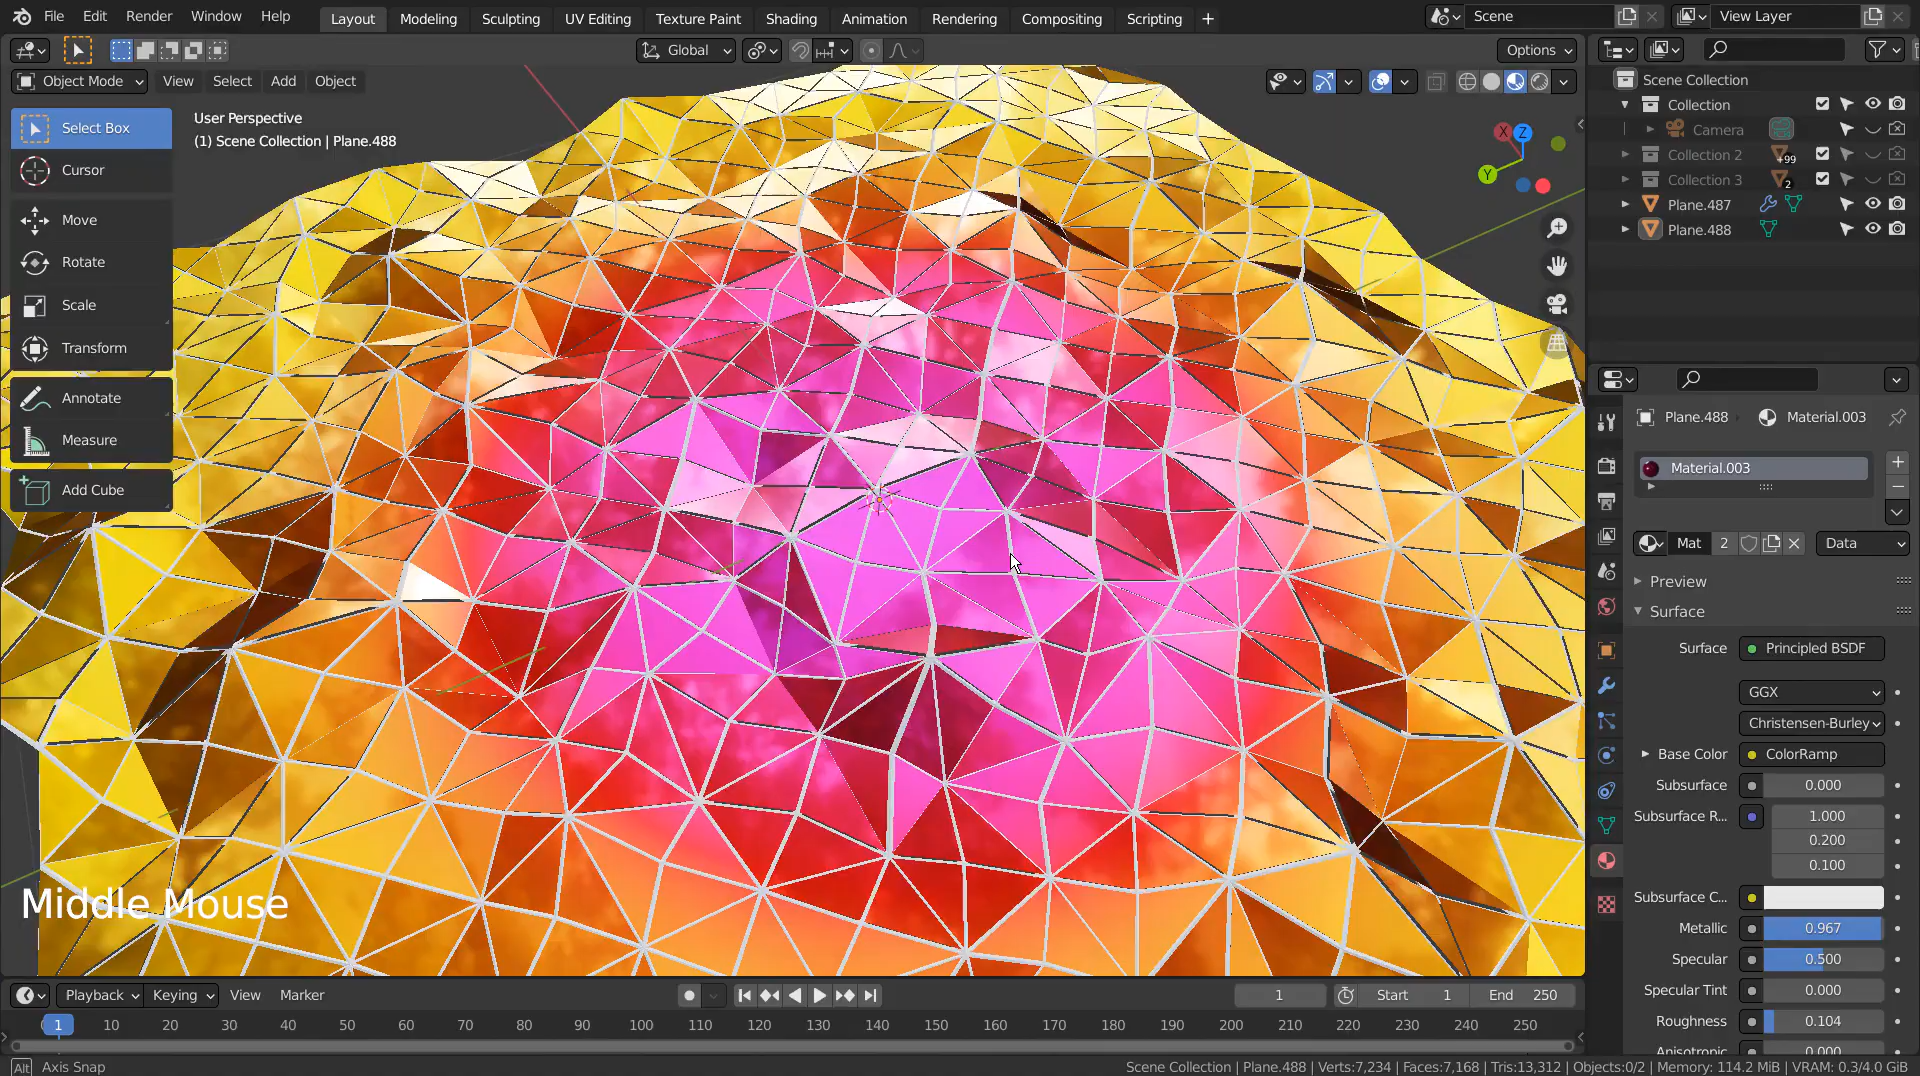 File Edit Render Window Help Layout Modeling Sculpting UV Editing Texture Paint Shading Animation Rendering Compositing Scripting + Scene View Layer
Global Options
Object Mode View Select Add Object
Select Box
Cursor
Move
Rotate
Scale
Transform
Annotate
Measure
Add Cube
User Perspective
(1) Scene Collection | Plane.488
X
Z
Y
Middle Mouse
Scene Collection
Collection
Camera
Collection 2 +99
Collection 3 2
Plane.487
Plane.488
Plane.488 Material.003
Material.003
Mat 2 Data
Preview
Surface
Surface Principled BSDF
GGX
Christensen-Burley
Base Color ColorRamp
Subsurface 0.000
Subsurface R... 1.000
0.200
0.100
Subsurface C...
Metallic 0.967
Specular 0.500
Specular Tint 0.000
Roughness 0.104
Anisotropic 0.000
Playback Keying View Marker 1 Start 1 End 250
1 10 20 30 40 50 60 70 80 90 100 110 120 130 140 150 160 170 180 190 200 210 220 230 240 250
Alt Axis Snap
Scene Collection | Plane.488 | Verts:7,234 | Faces:7,168 | Tris:13,312 | Objects:0/2 | Memory: 114.2 MiB | VRAM: 0.3/4.0 GiB